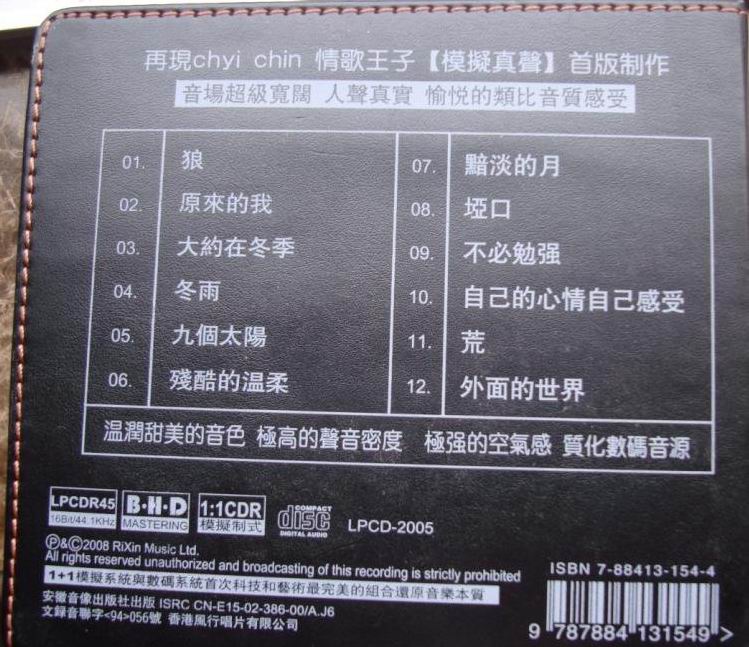 再現chyi chin 情歌王子【模擬真聲】首版制作
音場超級寬闊 人聲真實 愉悅的類比音質感受
01. 狼
02. 原來的我
03. 大約在冬季
04. 冬雨
05. 九個太陽
06. 殘酷的溫柔
07. 黯淡的月
08. 埡口
09. 不必勉强
10. 自己的心情自己感受
11. 荒
12. 外面的世界
温潤甜美的音色 極高的聲音密度 極强的空氣感 質化數碼音源
LPCDR45
16Bit/44.1KHz
B·H·D
MASTERING
1:1CDR
模擬制式
COMPACT
disc
DIGITAL AUDIO
LPCD-2005
Ⓟ&Ⓒ2008 RiXin Music Ltd.
All rights reserved unauthorized and broadcasting of this recording is strictly prohibited
1+1模擬系統與數碼系統首次科技和藝術最完美的組合還原音樂本質
安徽音像出版社出版 ISRC CN-E15-02-386-00/A.J6
文録音聯字<94>056號 香港風行唱片有限公司
ISBN 7-88413-154-4
9 787884 131549 >